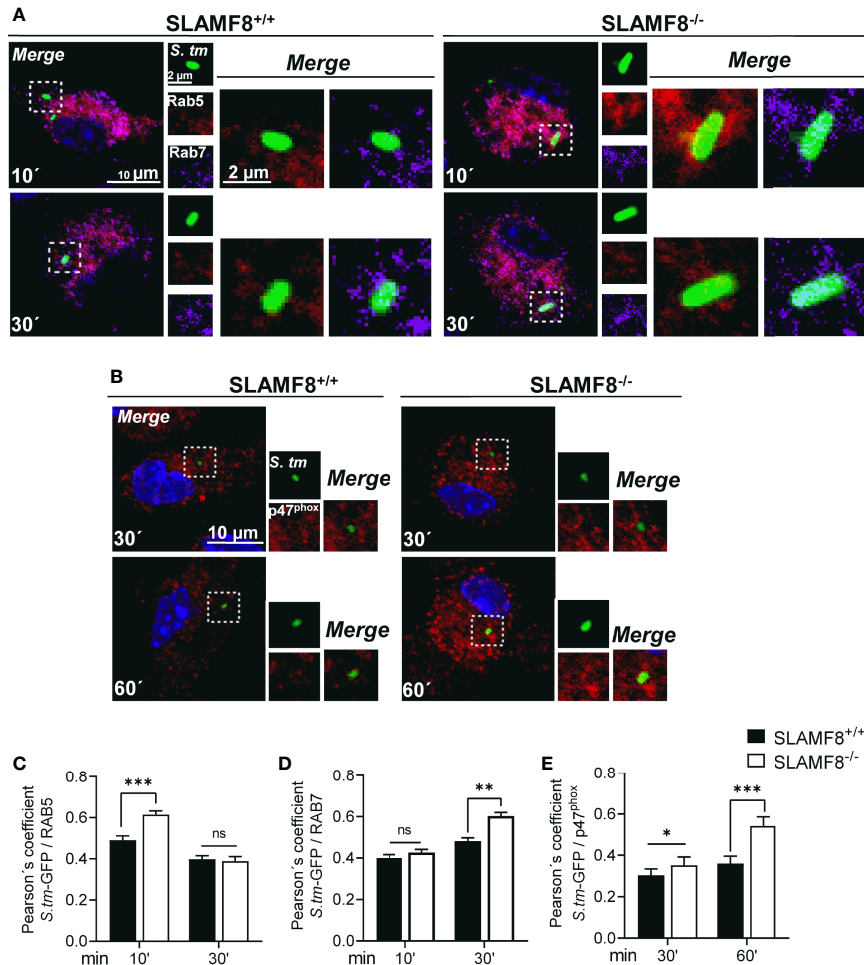 A
SLAMF8+/+
SLAMF8-/-
Merge
S. tm
2 µm
Rab5
Rab7
Merge
Merge
10´
10 µm
2 µm
10´
30´
30´
B
SLAMF8+/+
SLAMF8-/-
Merge
S. tm
Merge
p47phox
30´
10 µm
Merge
30´
Merge
60´
Merge
60´
SLAMF8+/+
SLAMF8-/-
C
Pearson´s coefficient
S.tm-GFP / RAB5
0.8
0.6
0.4
0.2
0.0
***
ns
min 10' 30'
D
Pearson´s coefficient
S.tm-GFP / RAB7
0.8
0.6
0.4
0.2
0.0
ns
**
min 10' 30'
E
Pearson´s coefficient
S.tm-GFP / p47phox
0.8
0.6
0.4
0.2
0.0
*
***
min 30' 60'